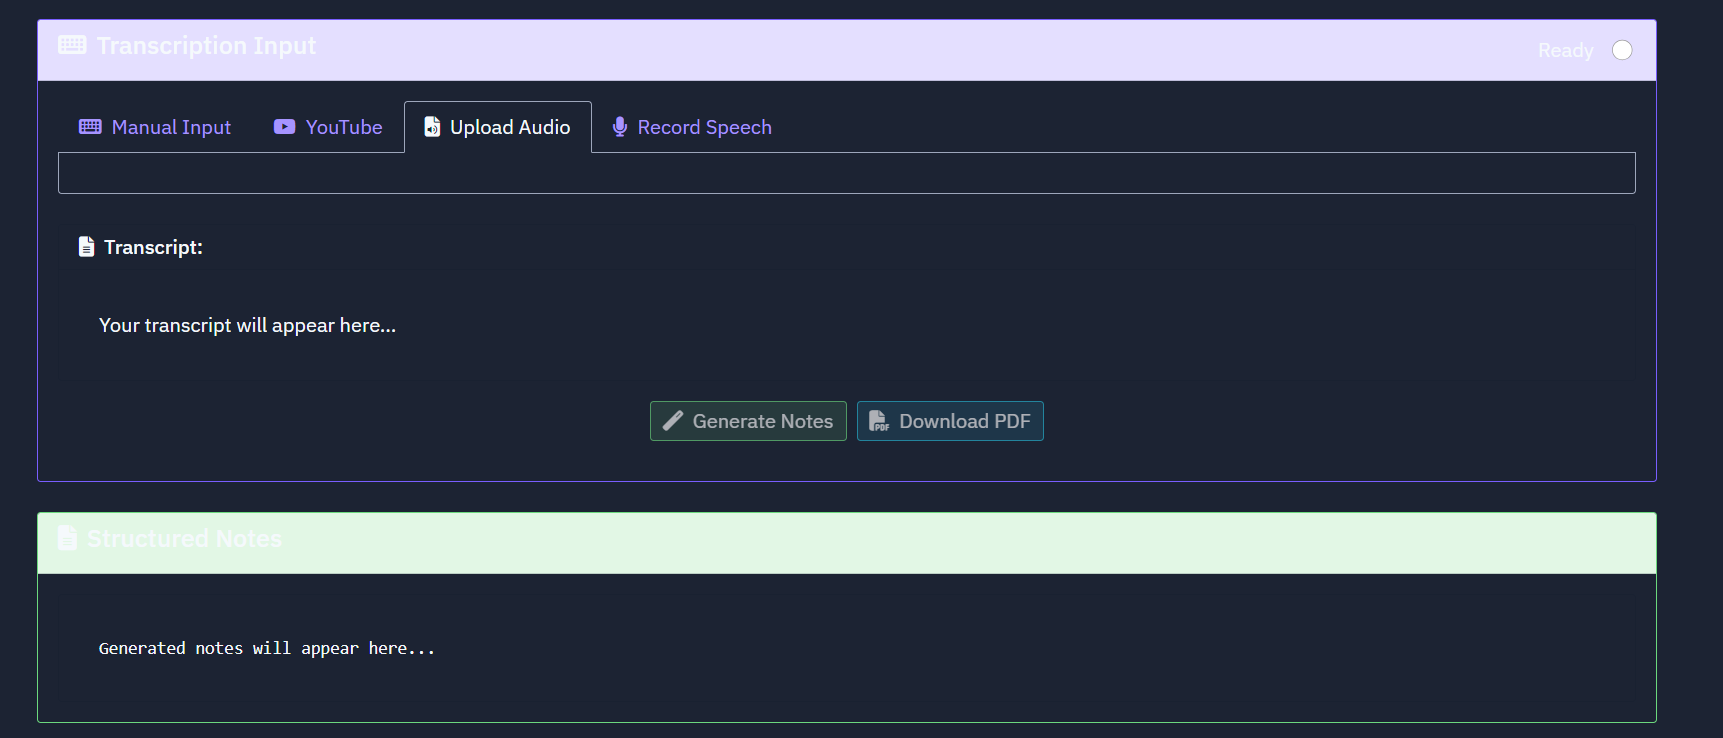 Transcription Input
Ready
Manual Input
YouTube
Upload Audio
Record Speech
Transcript:
Your transcript will appear here...
Generate Notes
Download PDF
Structured Notes
Generated notes will appear here...